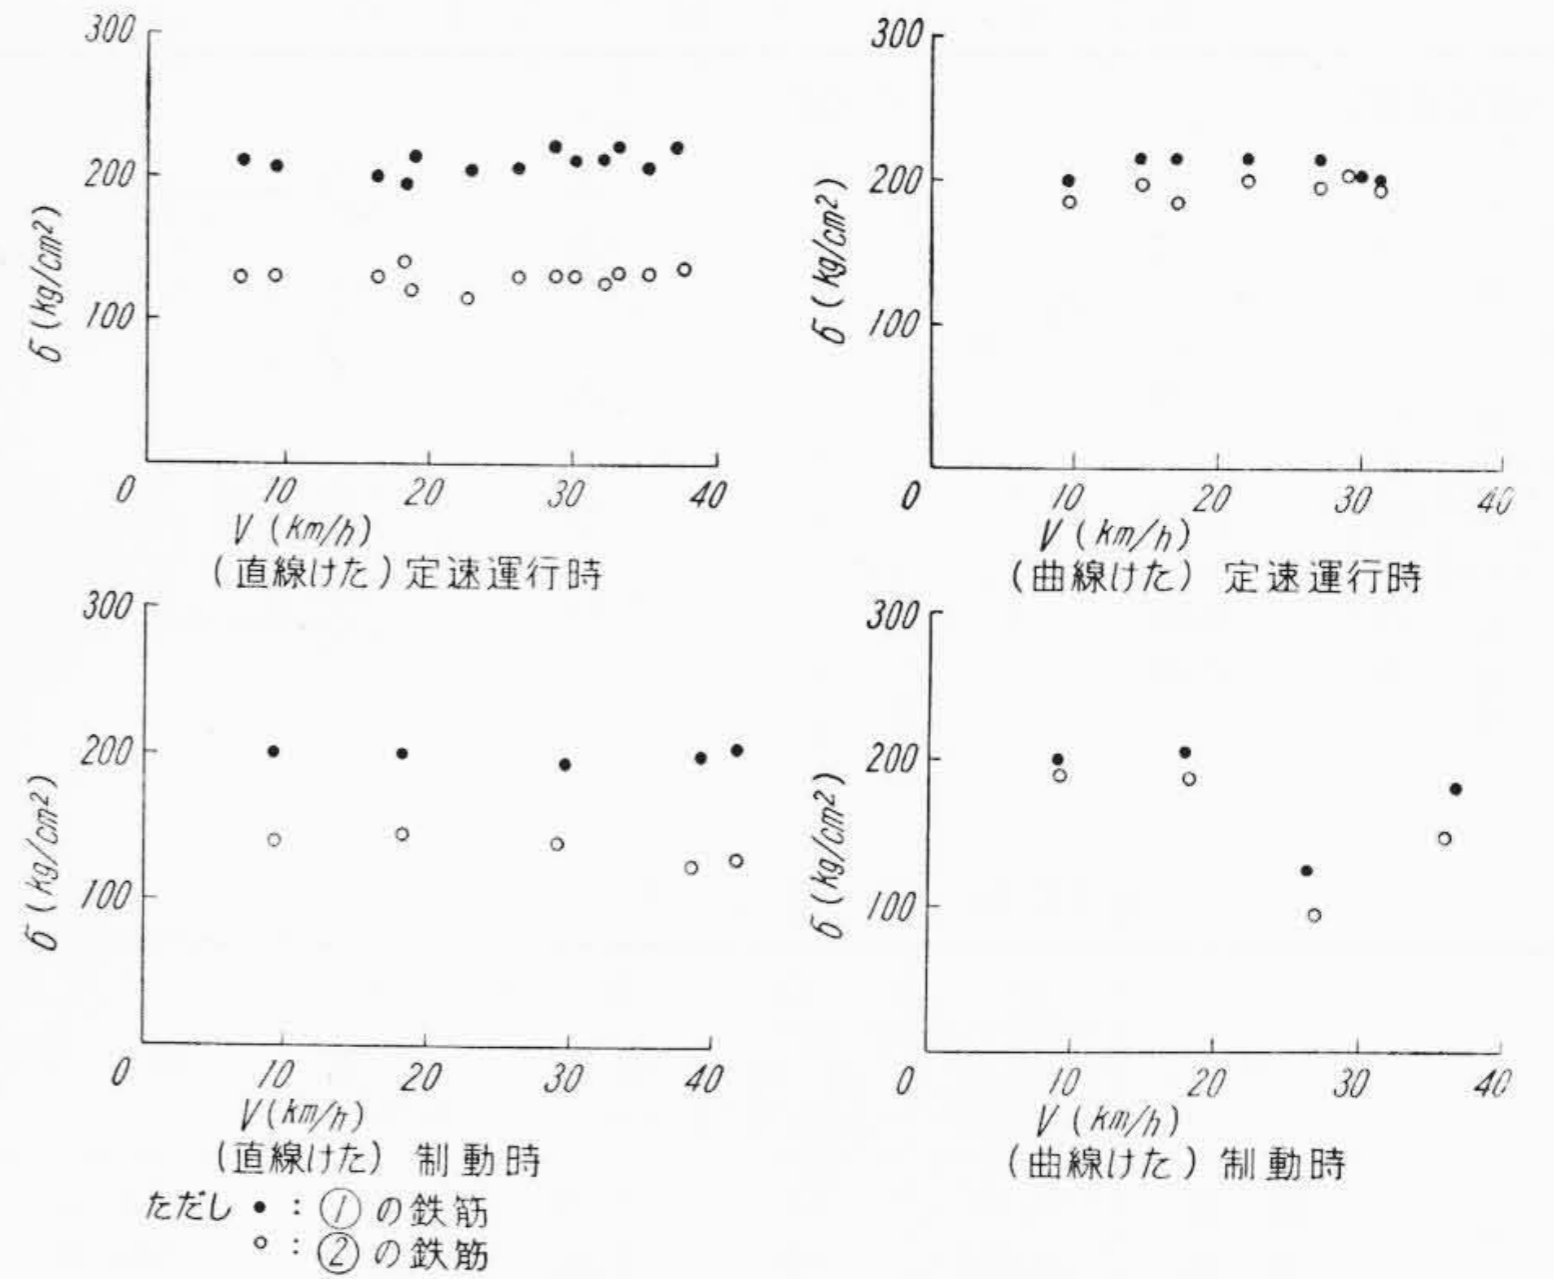 300
200
100
σ (kg/cm²)
0 10 20 30 40
V (km/h)
(直線けた) 定速運行時
300
200
100
σ (kg/cm²)
0 10 20 30 40
V (km/h)
(曲線けた) 定速運行時
300
200
100
σ (kg/cm²)
0 10 20 30 40
V (km/h)
(直線けた) 制動時
300
200
100
σ (kg/cm²)
0 10 20 30 40
V (km/h)
(曲線けた) 制動時
ただし ● : ① の鉄筋
○ : ② の鉄筋